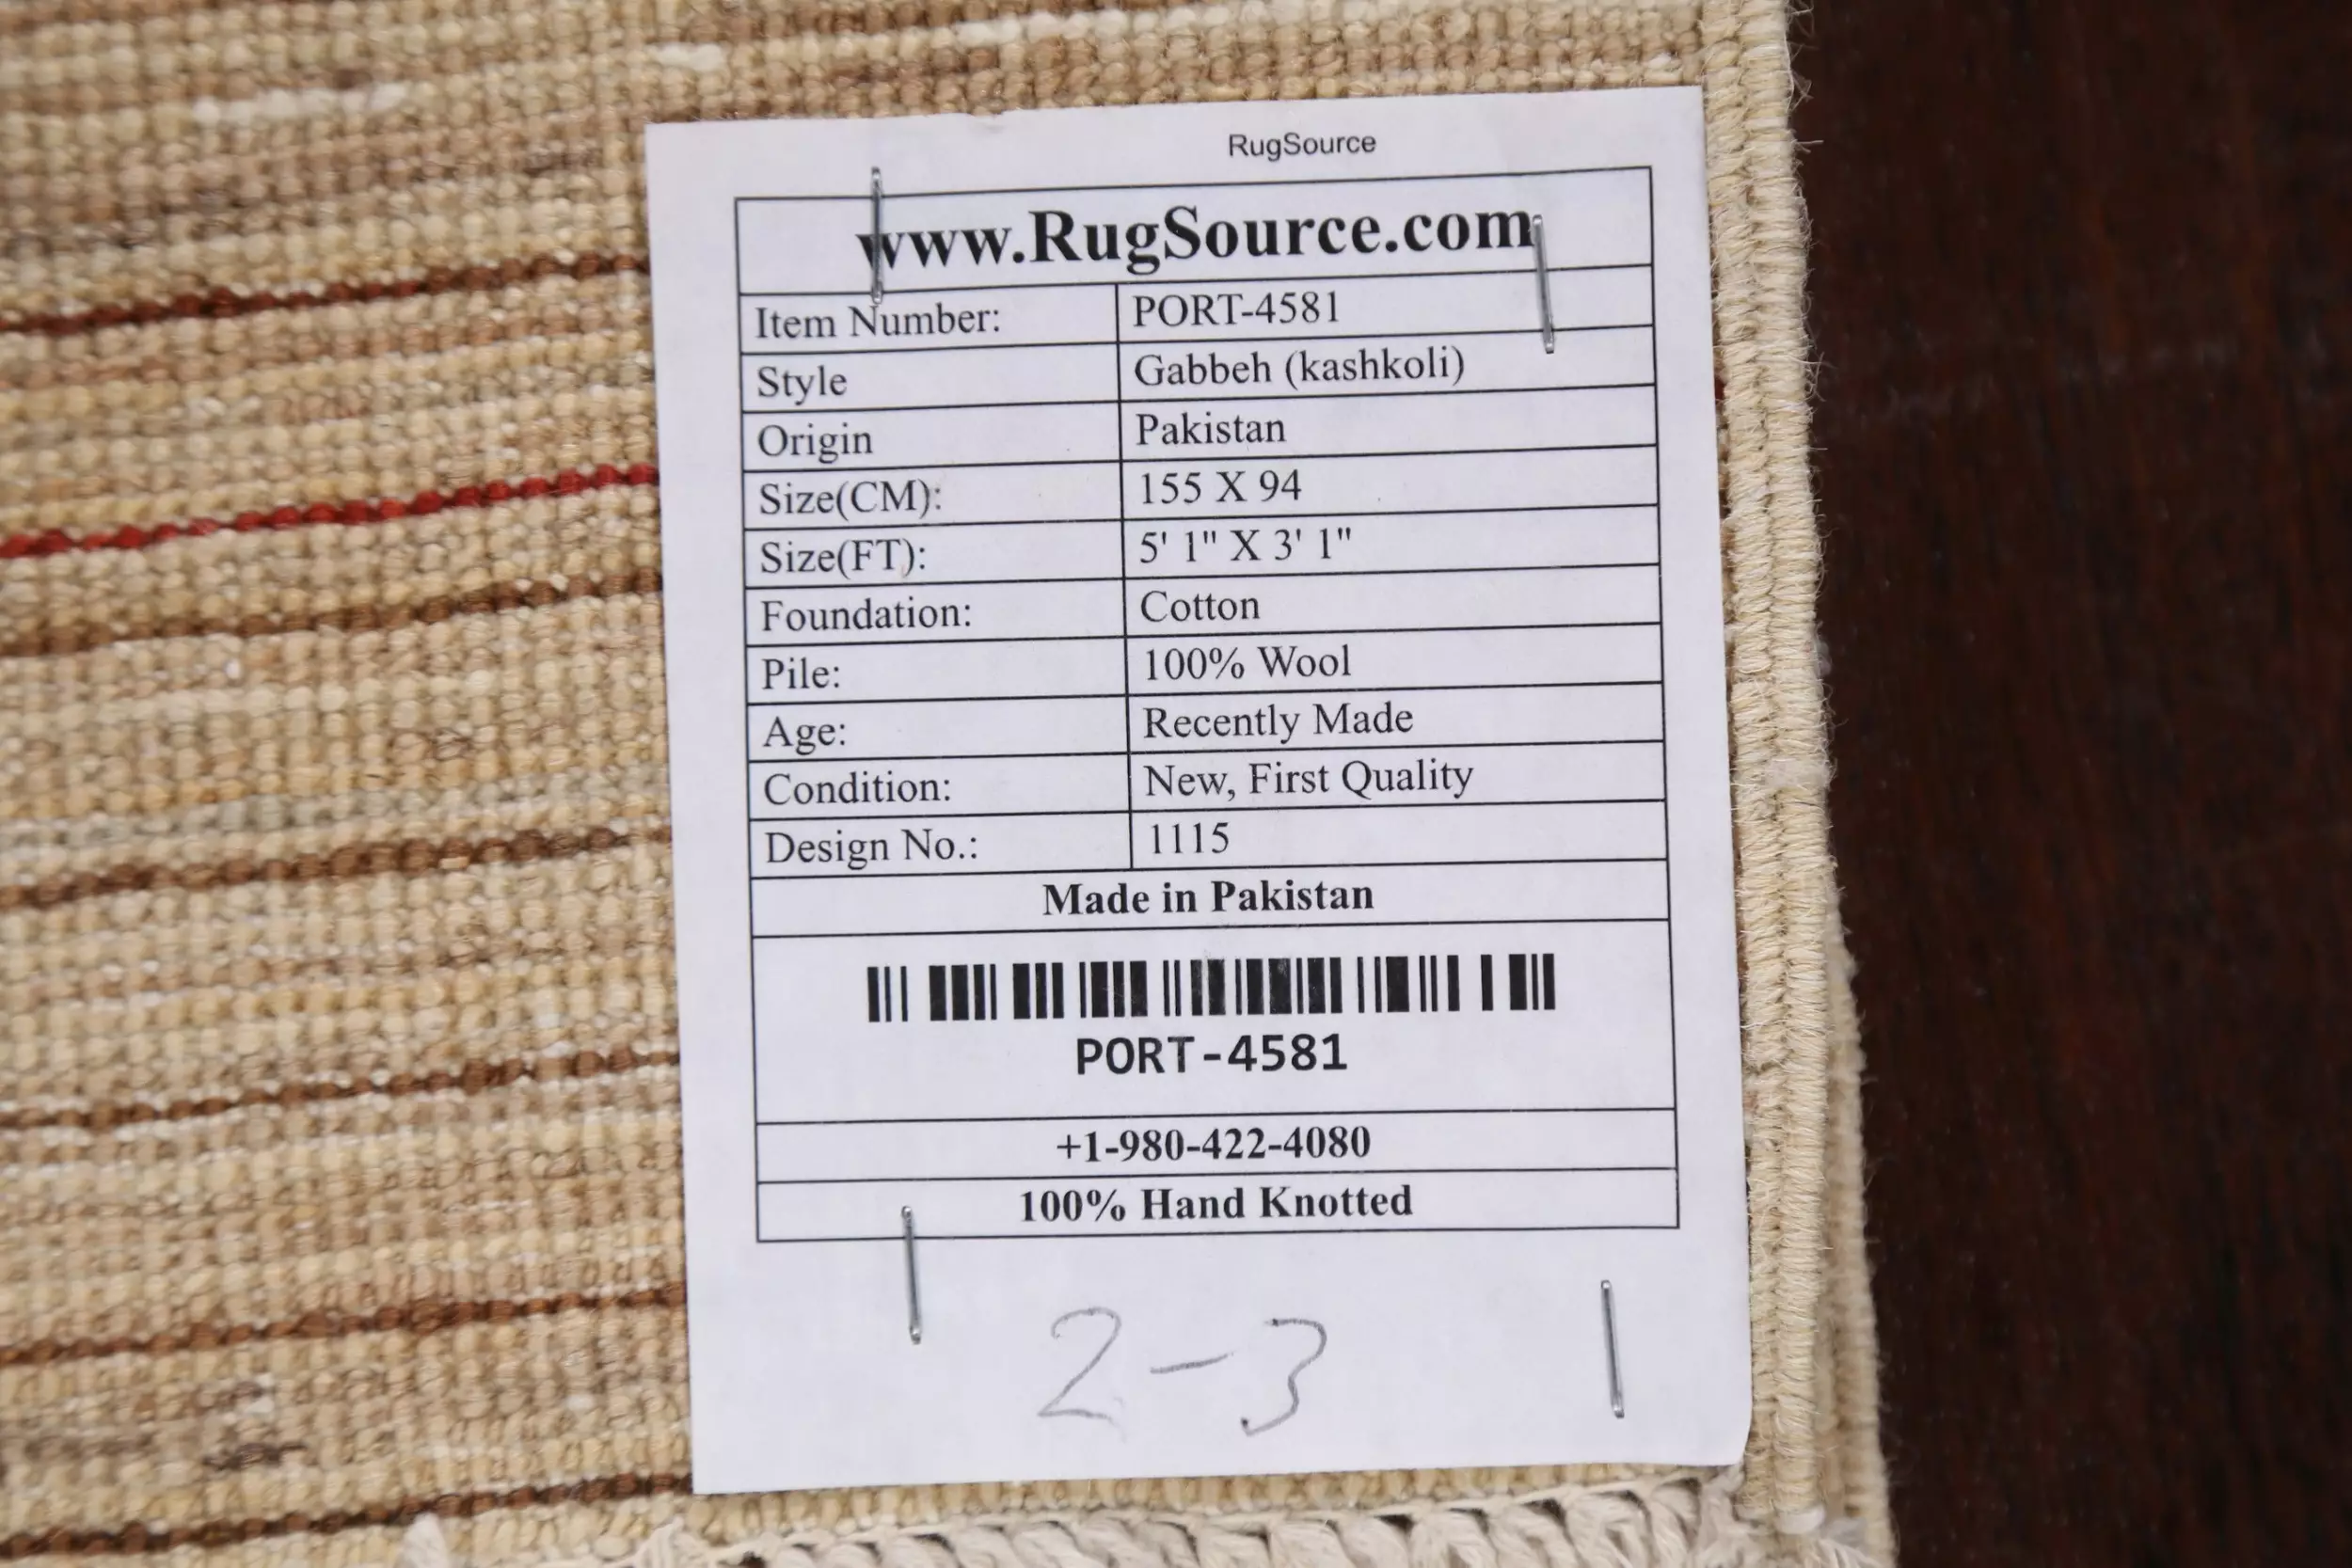 RugSource
www.RugSource.com
Item Number: PORT-4581
Style Gabbeh (kashkoli)
Origin Pakistan
Size(CM): 155 X 94
Size(FT): 5' 1" X 3' 1"
Foundation: Cotton
Pile: 100% Wool
Age: Recently Made
Condition: New, First Quality
Design No.: 1115
Made in Pakistan
PORT-4581
+1-980-422-4080
100% Hand Knotted
2-3